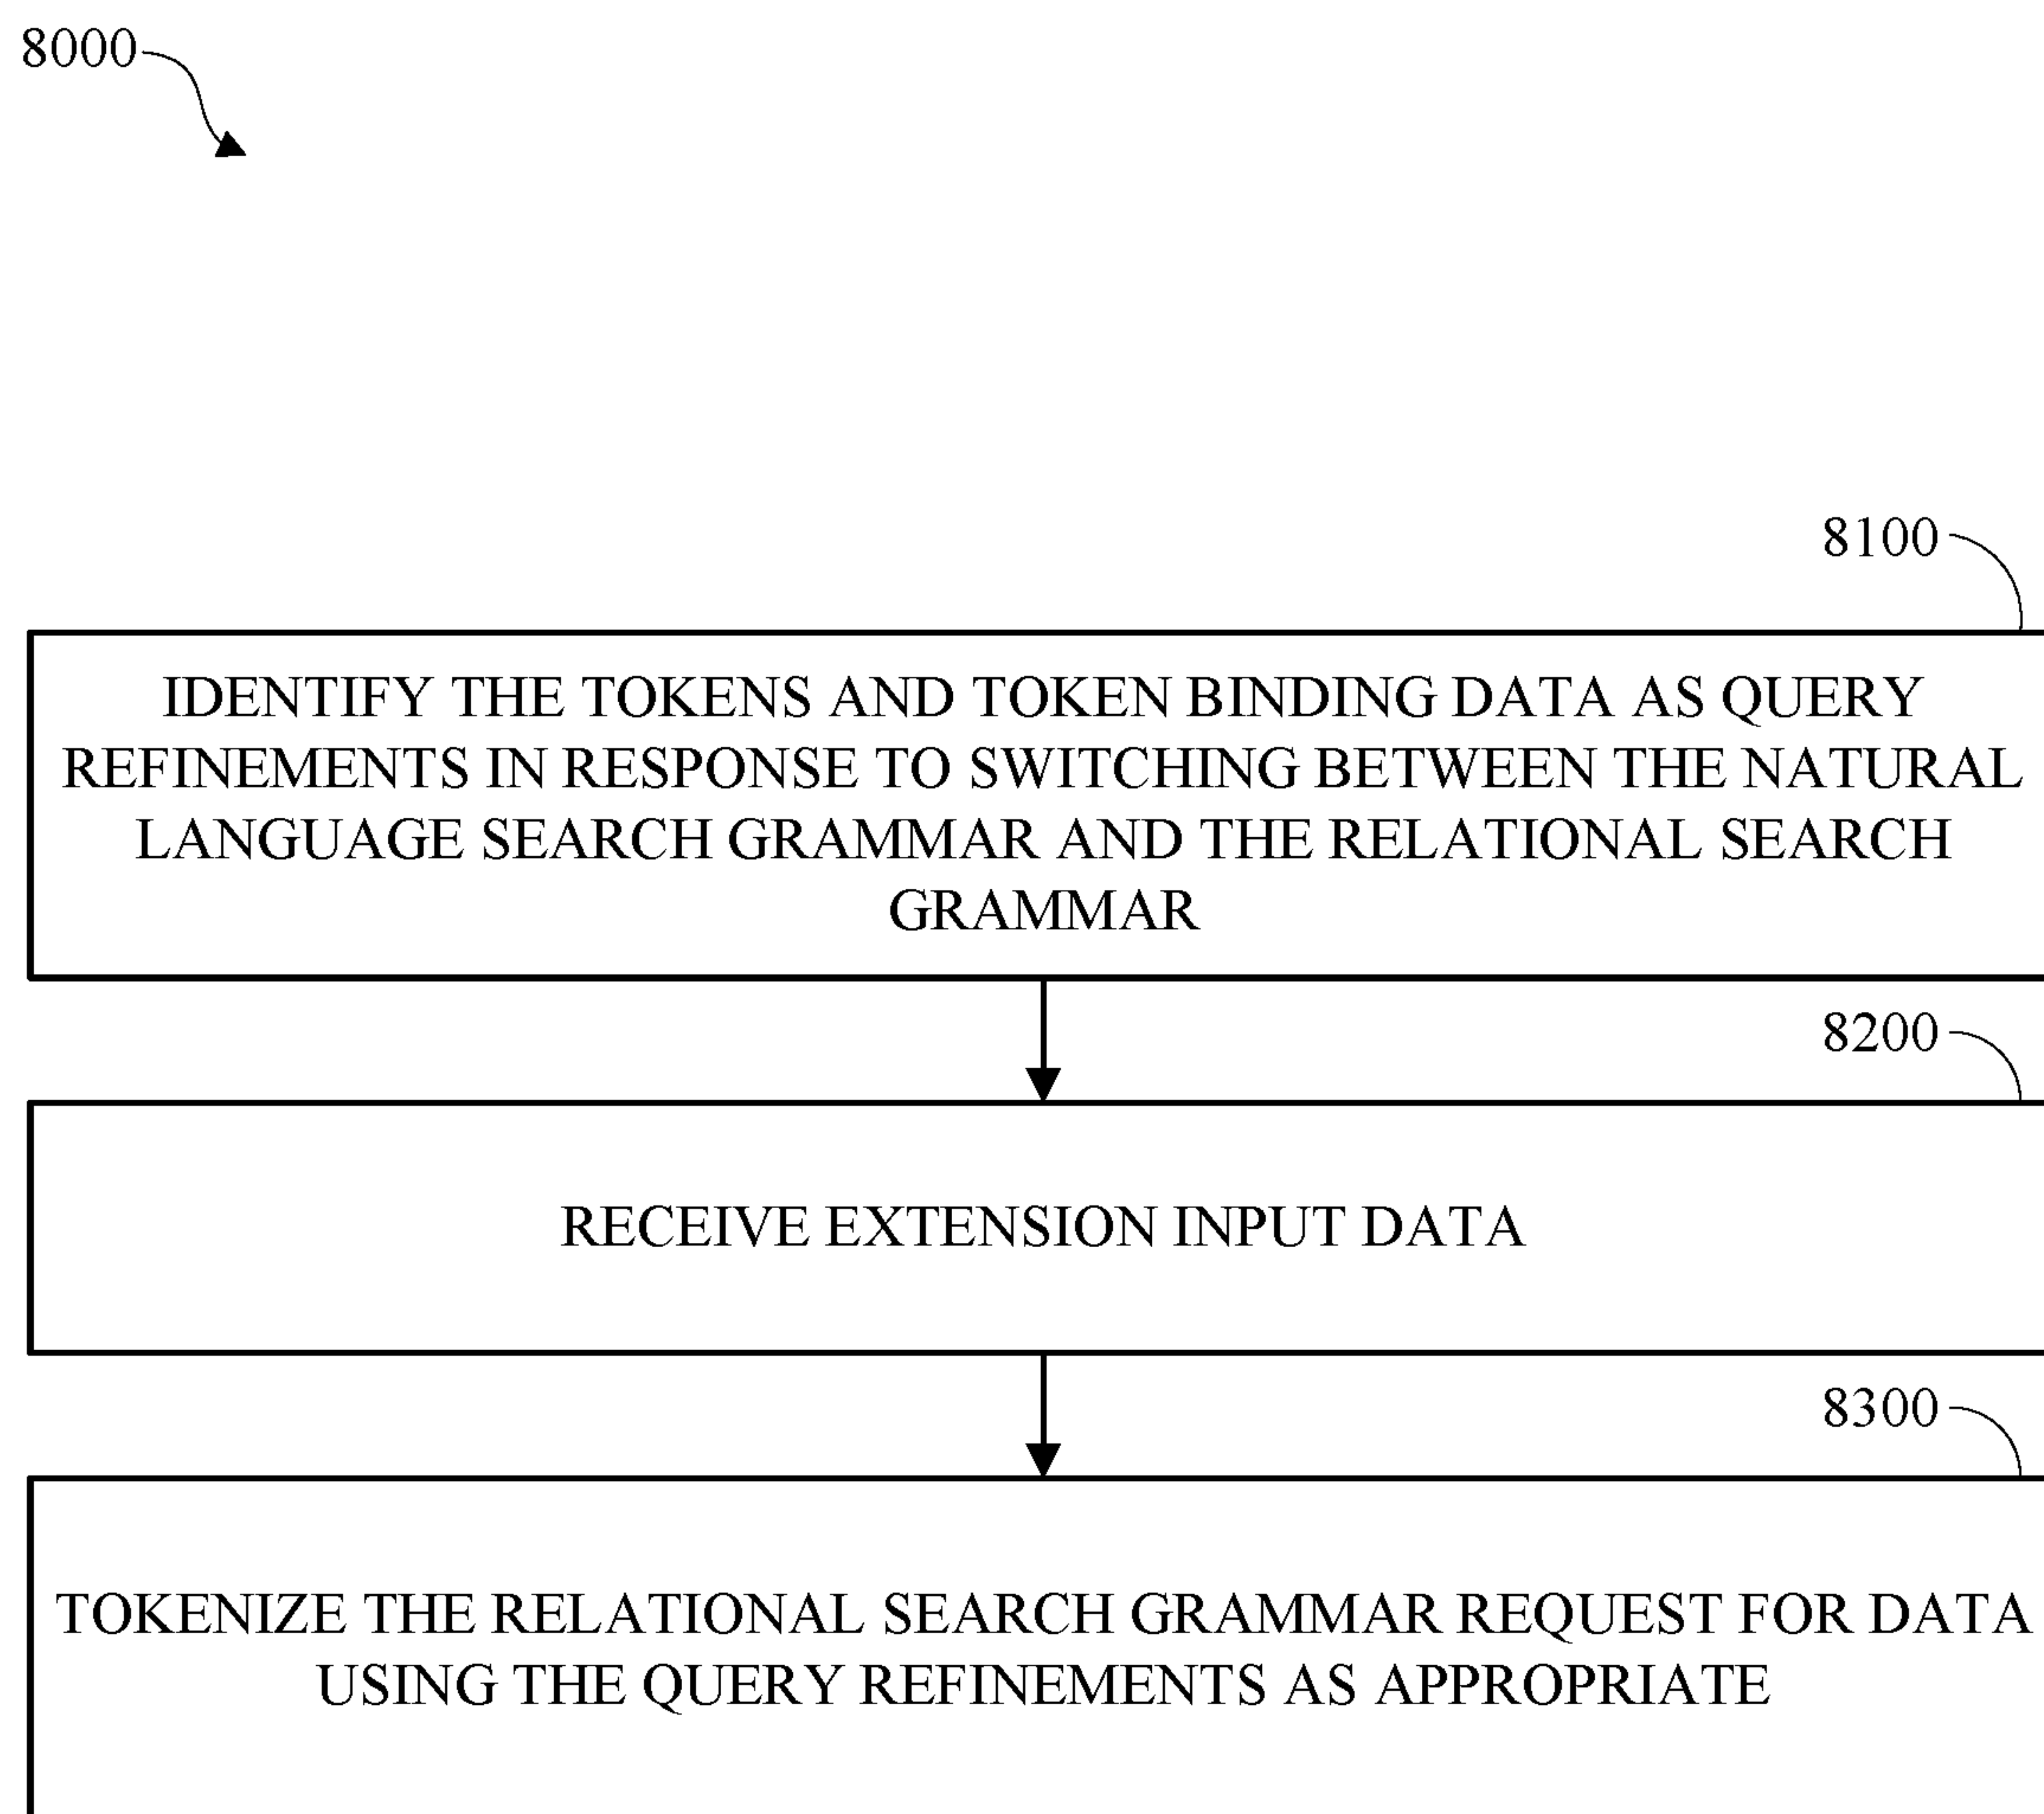 8000
8100
IDENTIFY THE TOKENS AND TOKEN BINDING DATA AS QUERY
REFINEMENTS IN RESPONSE TO SWITCHING BETWEEN THE NATURAL
LANGUAGE SEARCH GRAMMAR AND THE RELATIONAL SEARCH
GRAMMAR
8200
RECEIVE EXTENSION INPUT DATA
8300
TOKENIZE THE RELATIONAL SEARCH GRAMMAR REQUEST FOR DATA
USING THE QUERY REFINEMENTS AS APPROPRIATE